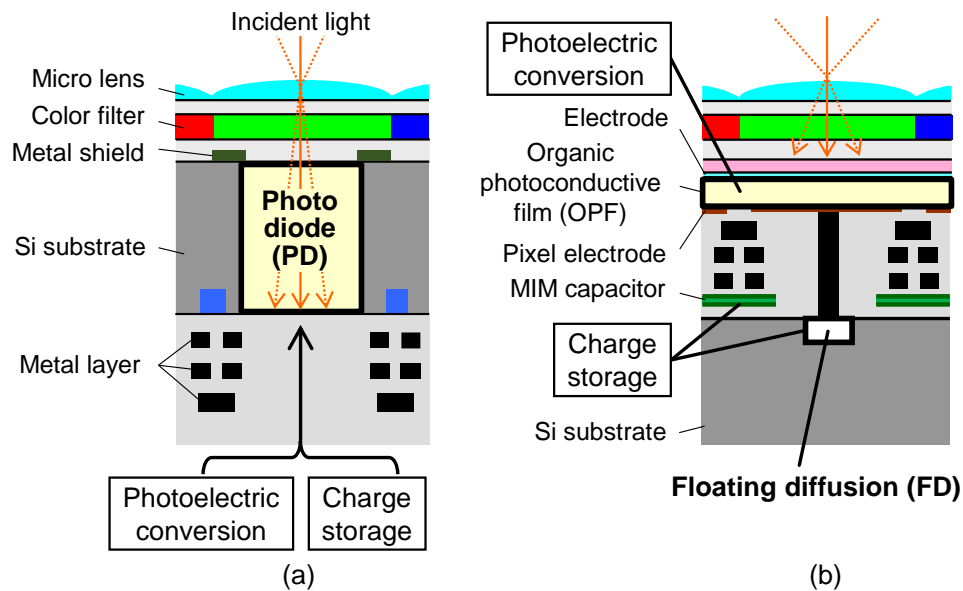 Incident light
Micro lens
Color filter
Metal shield
Photo
diode
(PD)
Si substrate
Metal layer
Photoelectric
conversion
Charge
storage
(a)
Photoelectric
conversion
Electrode
Organic
photoconductive
film (OPF)
Pixel electrode
MIM capacitor
Charge
storage
Si substrate
Floating diffusion (FD)
(b)